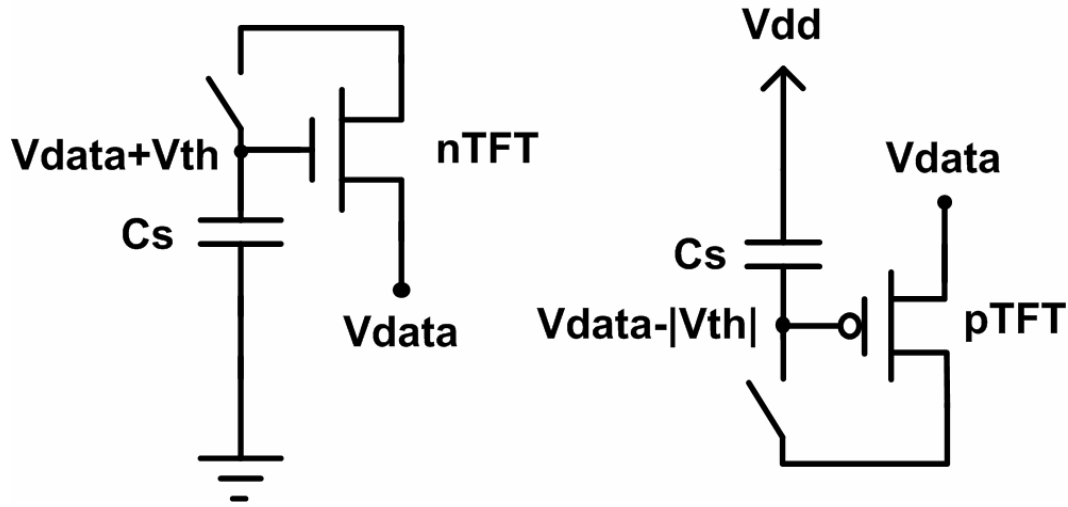 Vdata+Vth
nTFT
Cs
Vdata
Vdd
Vdata
Cs
Vdata-|Vth|
pTFT